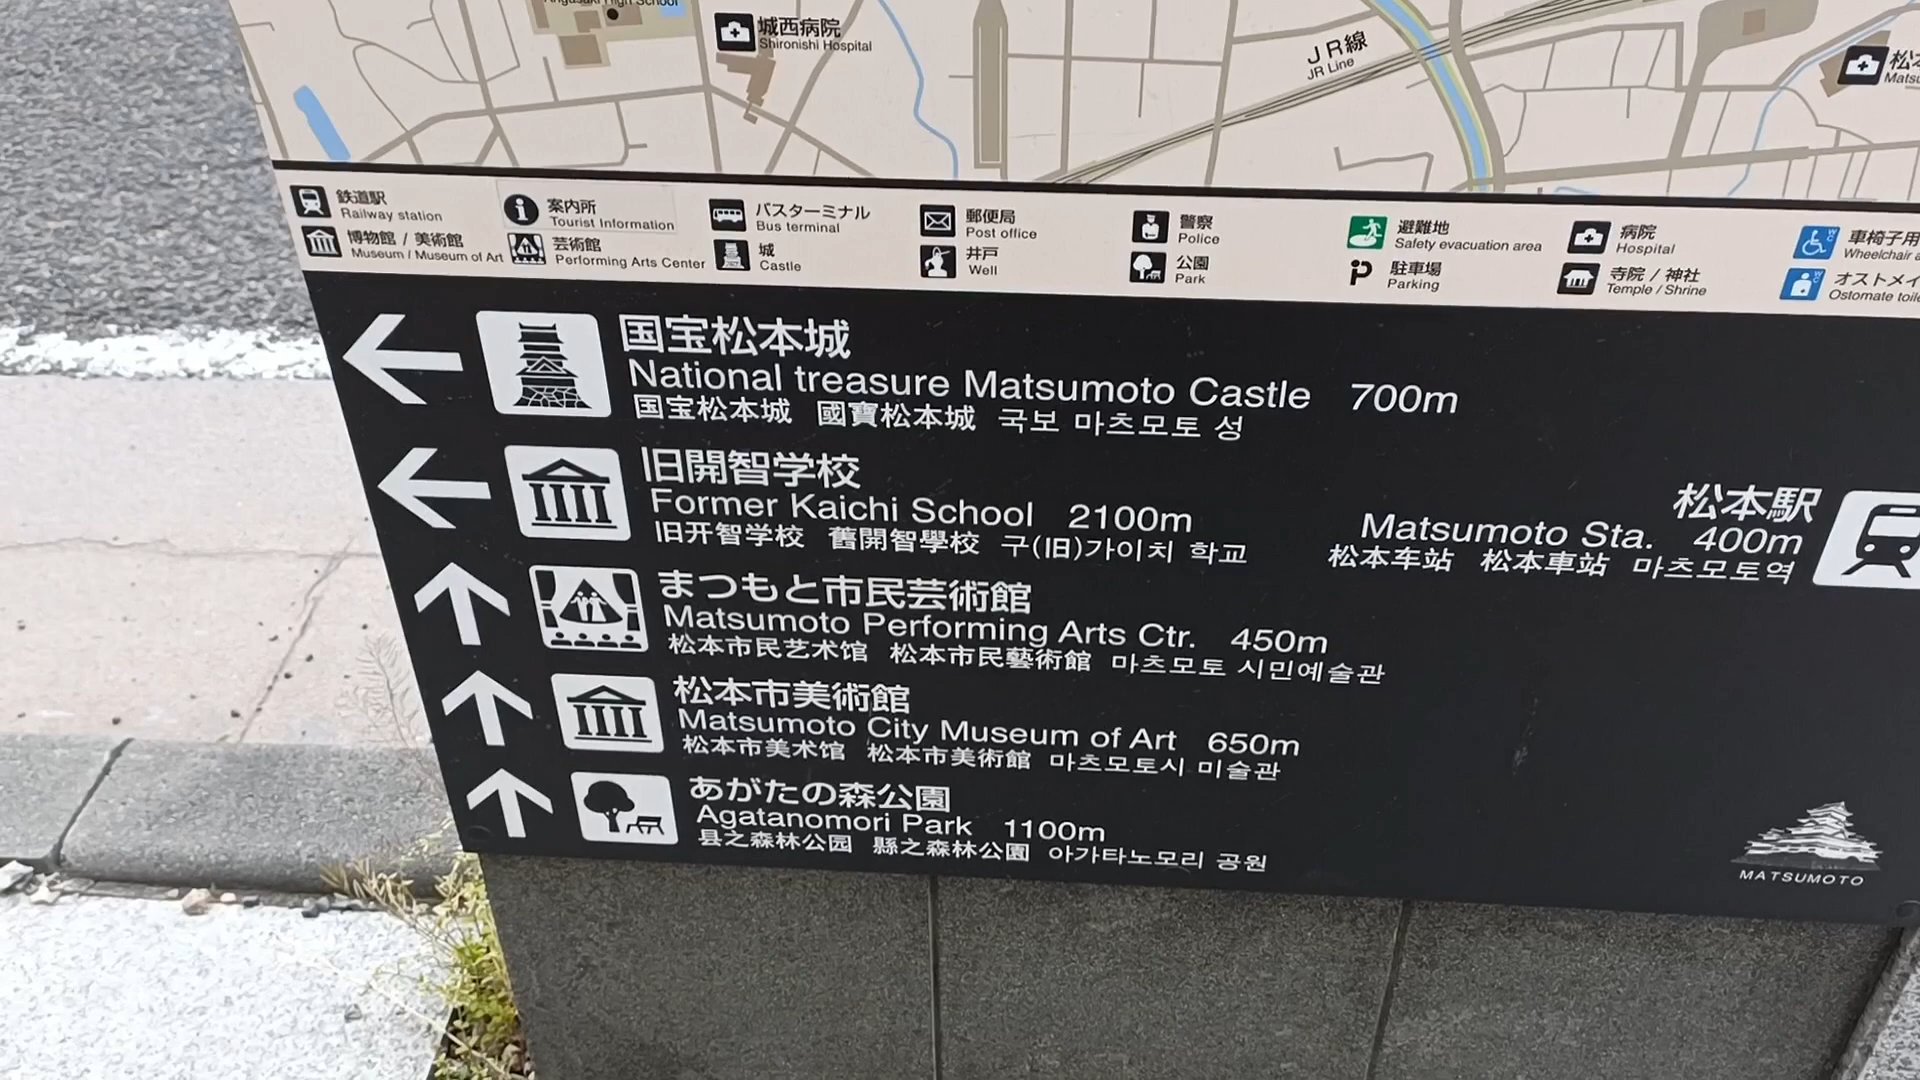 High School
城西病院
Shironishi Hospital
JR線
JR Line
鉄道駅
Railway station
案内所
Tourist Information
バスターミナル
Bus terminal
郵便局
Post office
警察
Police
避難地
Safety evacuation area
病院
Hospital
車椅子用
Wheelchair
博物館 / 美術館
Museum / Museum of Art
芸術館
Performing Arts Center
城
Castle
井戸
Well
公園
Park
駐車場
Parking
寺院 / 神社
Temple / Shrine
オストメイ
Ostomate
国宝松本城
National treasure Matsumoto Castle 700m
国宝松本城 國寶松本城 국보 마츠모토 성
旧開智学校
Former Kaichi School 2100m
旧开智学校 舊開智學校 구(旧)가이치 학교
松本駅
Matsumoto Sta. 400m
松本车站 松本車站 마츠모토역
まつもと市民芸術館
Matsumoto Performing Arts Ctr. 450m
松本市民艺术馆 松本市民藝術館 마츠모토 시민예술관
松本市美術館
Matsumoto City Museum of Art 650m
松本市美术馆 松本市美術館 마츠모토시 미술관
あがたの森公園
Agatanomori Park 1100m
县之森林公园 縣之森林公園 아가타노모리 공원
MATSUMOTO